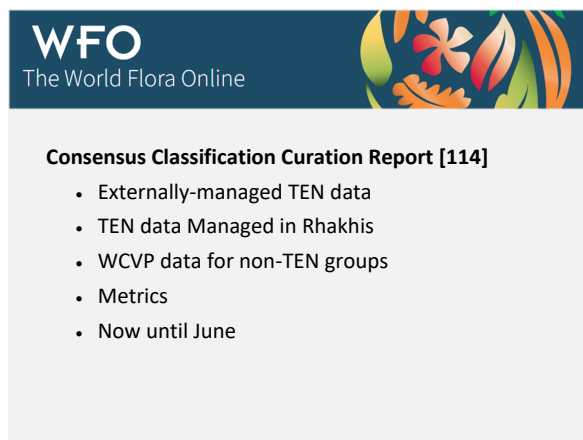 WFO
The World Flora Online
Consensus Classification Curation Report [114]
• Externally-managed TEN data
• TEN data Managed in Rhakhis
• WCVP data for non-TEN groups
• Metrics
• Now until June